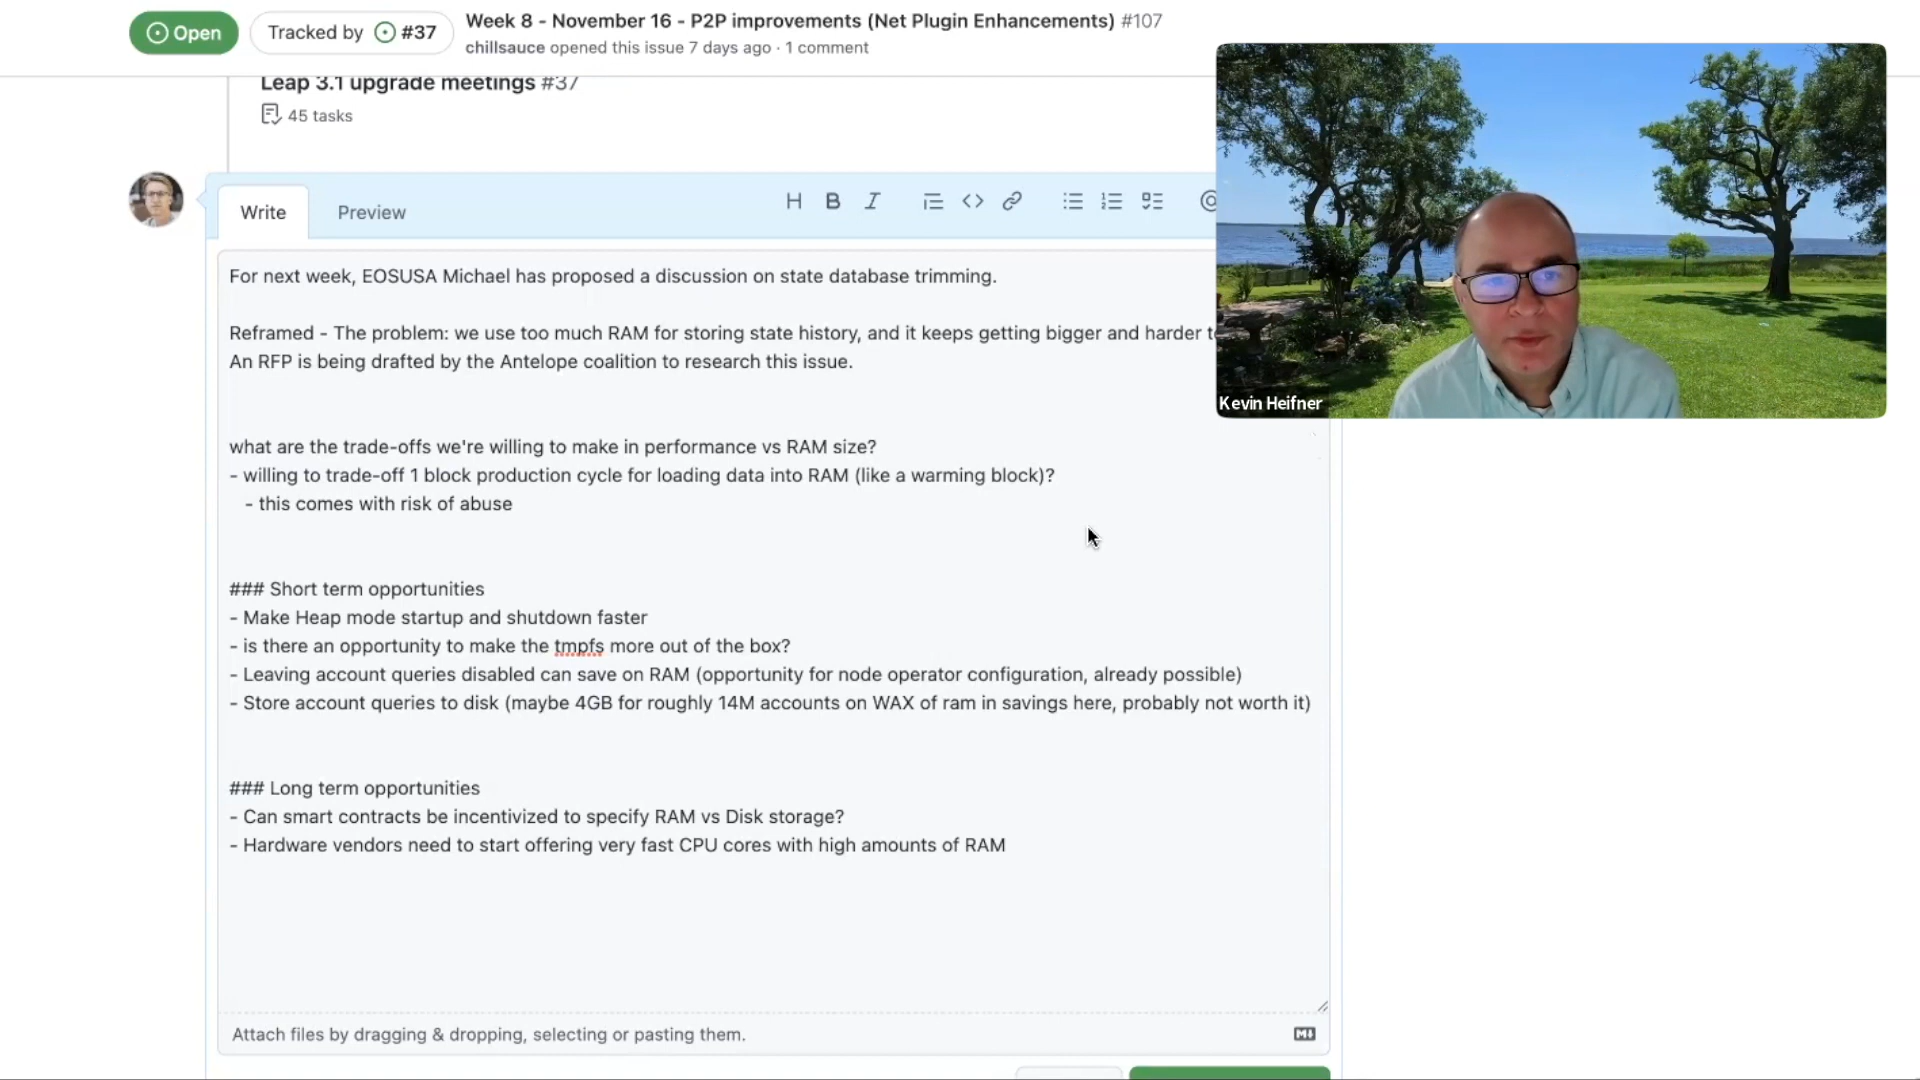 Open
Tracked by #37
Week 8 - November 16 - P2P improvements (Net Plugin Enhancements) #107
chillsauce opened this issue 7 days ago · 1 comment
Leap 3.1 upgrade meetings #37
45 tasks
Write
Preview
H B I
For next week, EOSUSA Michael has proposed a discussion on state database trimming.
Reframed - The problem: we use too much RAM for storing state history, and it keeps getting bigger and harder
An RFP is being drafted by the Antelope coalition to research this issue.
what are the trade-offs we're willing to make in performance vs RAM size?
- willing to trade-off 1 block production cycle for loading data into RAM (like a warming block)?
- this comes with risk of abuse
### Short term opportunities
- Make Heap mode startup and shutdown faster
- is there an opportunity to make the tmpfs more out of the box?
- Leaving account queries disabled can save on RAM (opportunity for node operator configuration, already possible)
- Store account queries to disk (maybe 4GB for roughly 14M accounts on WAX of ram in savings here, probably not worth it)
### Long term opportunities
- Can smart contracts be incentivized to specify RAM vs Disk storage?
- Hardware vendors need to start offering very fast CPU cores with high amounts of RAM
Attach files by dragging & dropping, selecting or pasting them.
Kevin Heifner